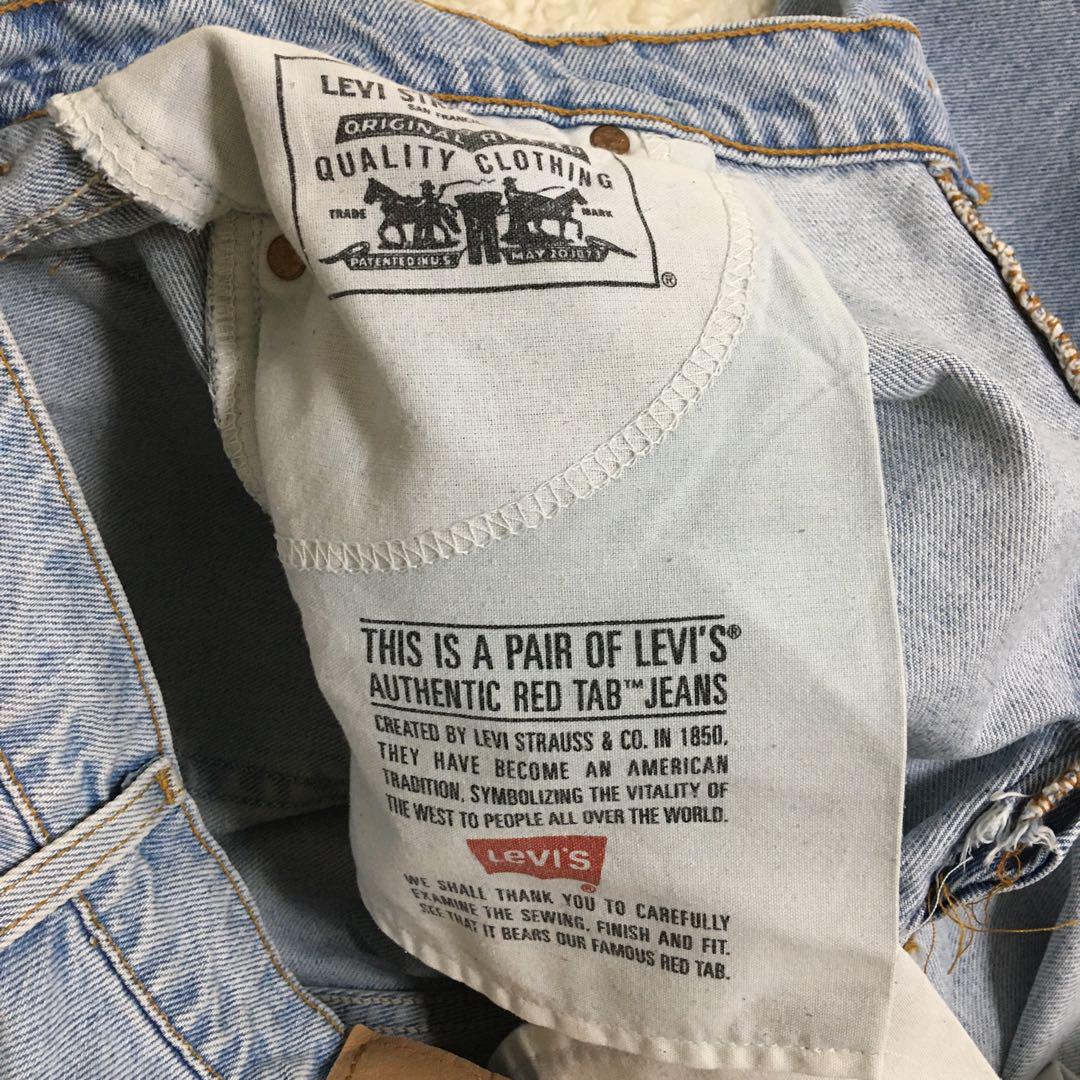 LEVI
SAN
ORIGINAL
QUALITY CLOTHING
TRADE MARK
PATENTED IN U.S. MAY 20 1873
®
THIS IS A PAIR OF LEVI'S®
AUTHENTIC RED TAB™ JEANS
CREATED BY LEVI STRAUSS & CO. IN 1850,
THEY HAVE BECOME AN AMERICAN
TRADITION, SYMBOLIZING THE VITALITY OF
THE WEST TO PEOPLE ALL OVER THE WORLD.
LEVI'S
®
WE SHALL THANK YOU TO CAREFULLY
EXAMINE THE SEWING, FINISH AND FIT.
SEE THAT IT BEARS OUR FAMOUS RED TAB.